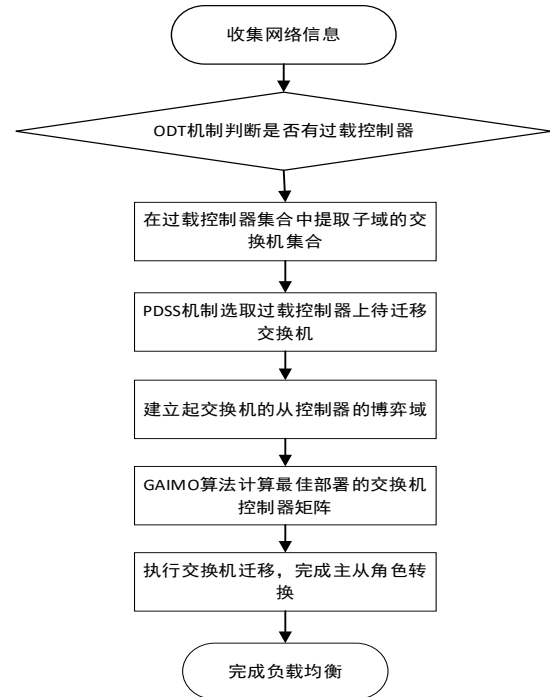 收集网络信息
ODT机制判断是否有过载控制器
在过载控制器集合中提取子域的交
换机集合
PDSS机制选取过载控制器上待迁移
交换机
建立起交换机的从控制器的博弈域
GAIMO算法计算最佳部署的交换机
控制器矩阵
执行交换机迁移，完成主从角色转
换
完成负载均衡